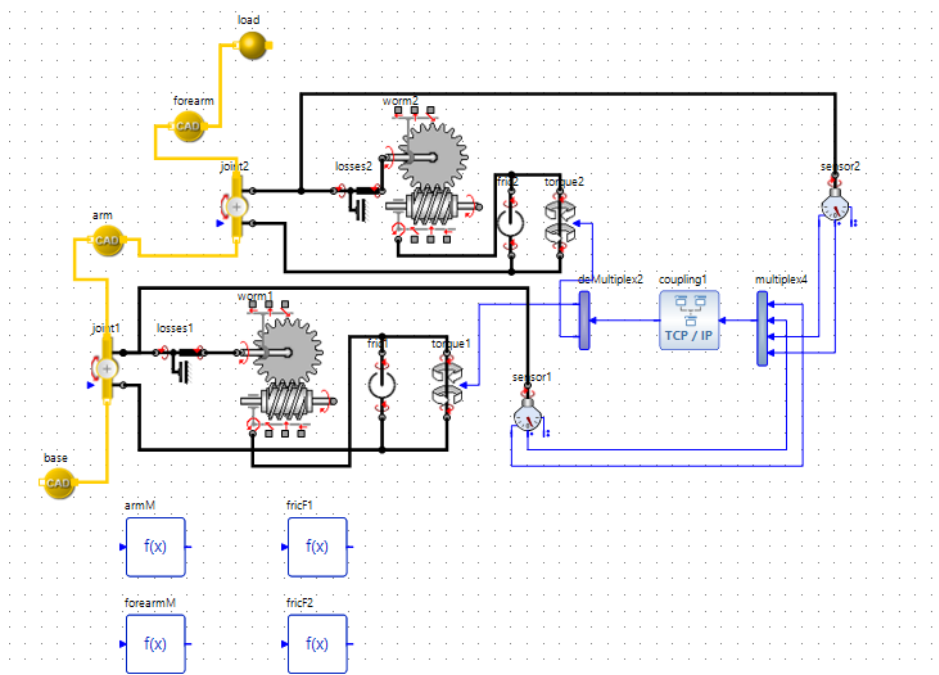 load
forearm
CAD
worm2
joint2
losses2
fric2
torque2
sensor2
arm
CAD
deMultiplex2
coupling1
multiplex4
TCP / IP
worm1
joint1
losses1
fric1
torque1
sensor1
base
CAD
armM
fricF1
f(x)
f(x)
forearmM
fricF2
f(x)
f(x)